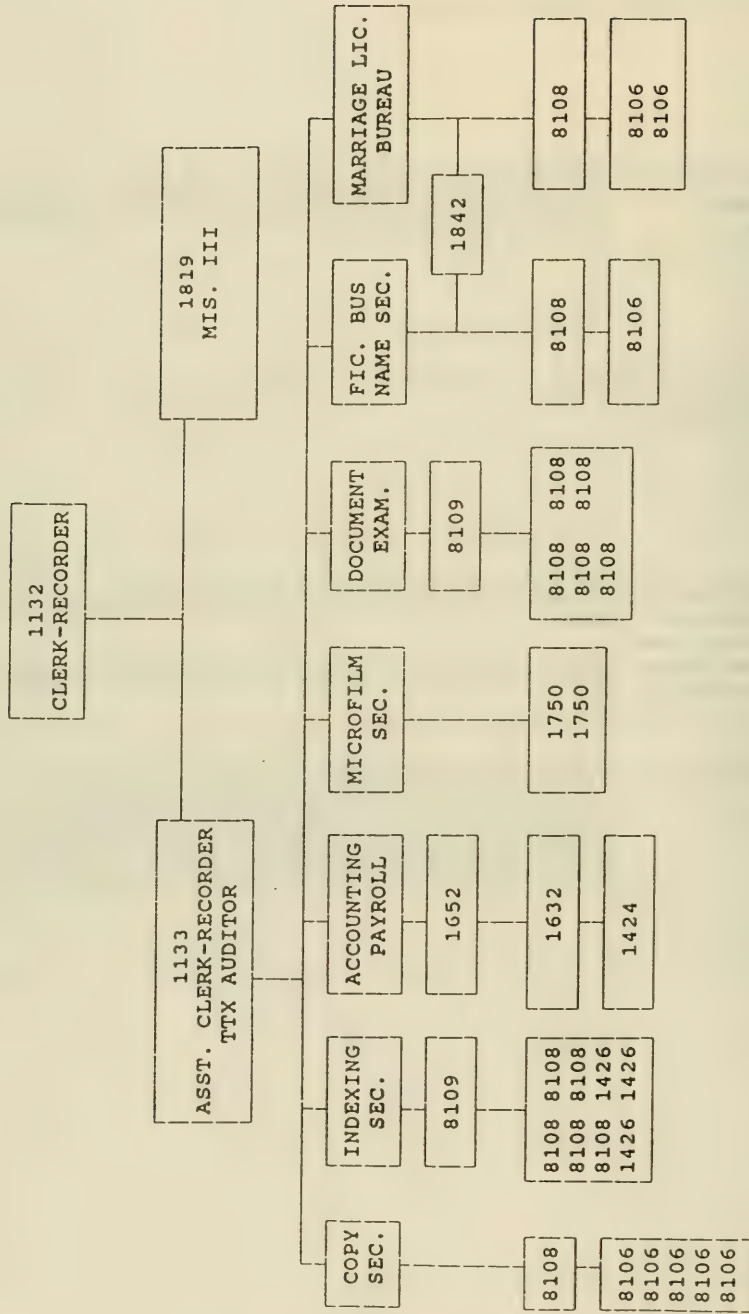 1132
CLERK-RECORDER
1133
ASST. CLERK-RECORDER
TTX AUDITOR
1819
MIS. III
COPY
SEC.
INDEXING
SEC.
ACCOUNTING
PAYROLL
MICROFILM
SEC.
DOCUMENT
EXAM.
FIC. BUS
NAME SEC.
MARRIAGE LIC.
BUREAU
8109
1652
8109
1842
8108
8108 8108
8108 8108
8108 1426
1426 1426
1632
1750
1750
8108 8108
8108 8108
8108
8108
8108
8106
8106
8106
8106
8106
1424
8106
8106
8106